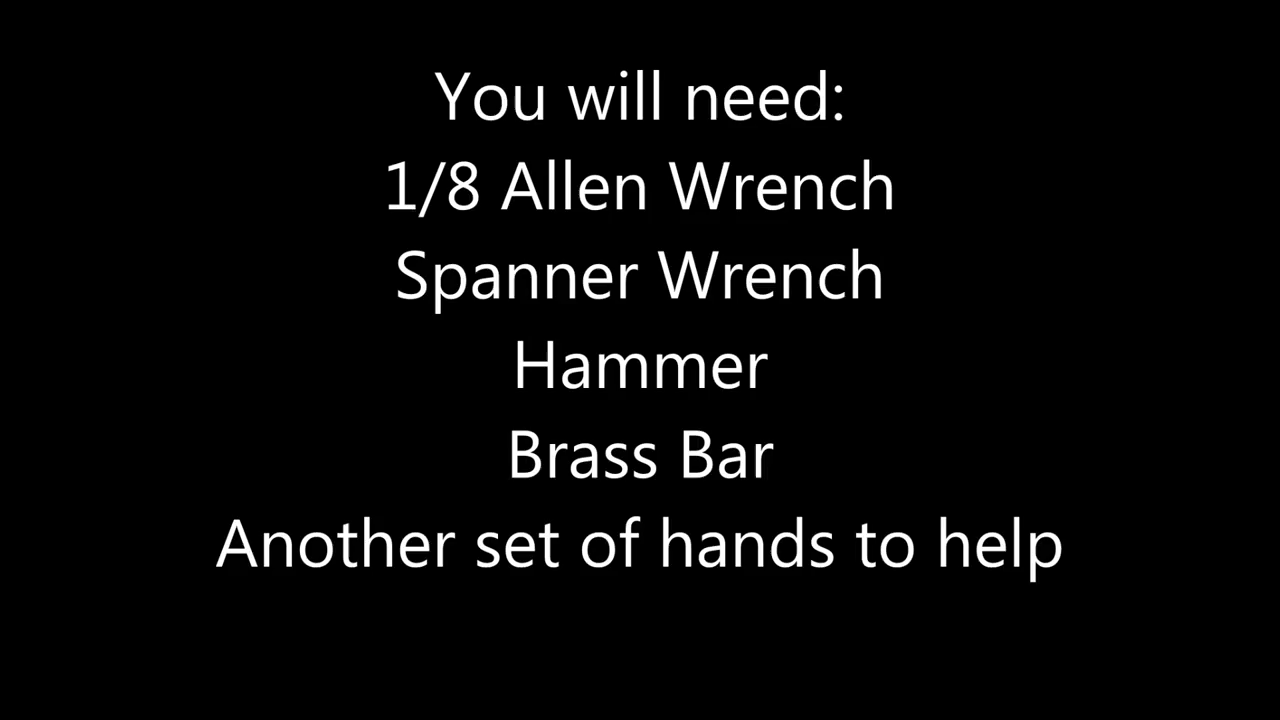 You will need:
1/8 Allen Wrench
Spanner Wrench
Hammer
Brass Bar
Another set of hands to help